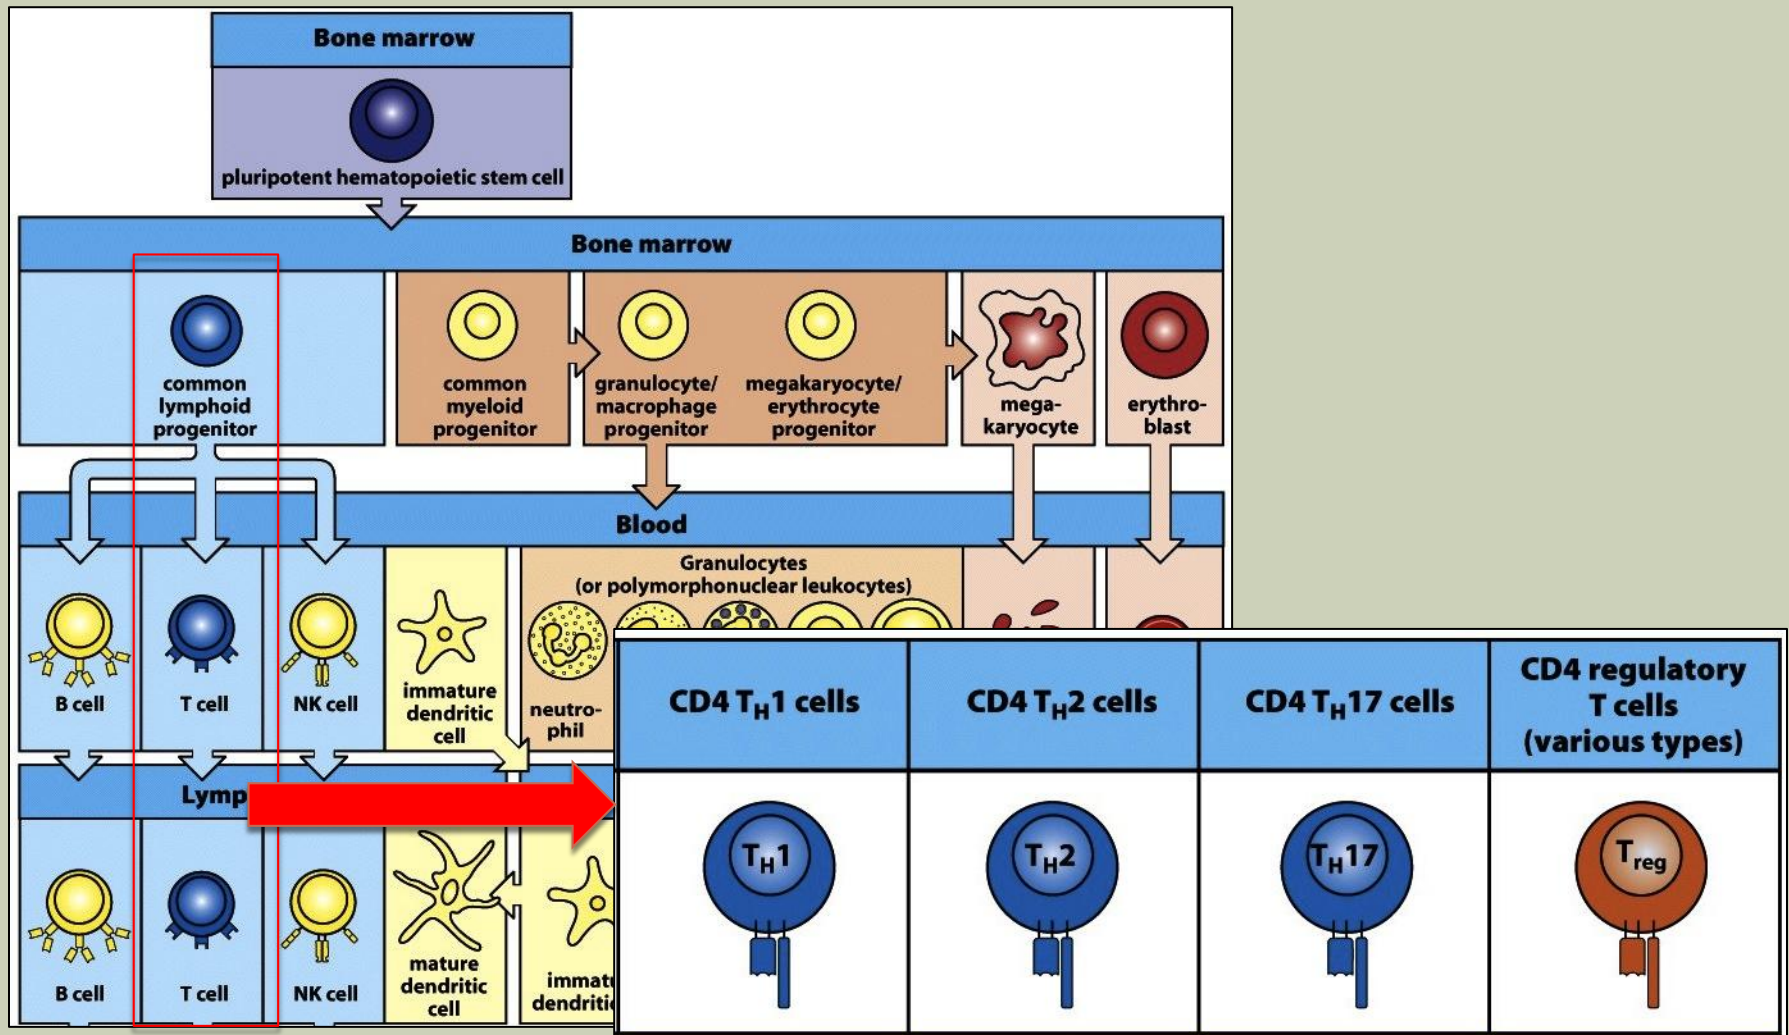 Bone marrow
pluripotent hematopoietic stem cell
Bone marrow
common
lymphoid
progenitor
common
myeloid
progenitor
granulocyte/
macrophage
progenitor
megakaryocyte/
erythrocyte
progenitor
mega-
karyocyte
erythro-
blast
Blood
B cell
T cell
NK cell
immature
dendritic
cell
Granulocytes
(or polymorphonuclear leukocytes)
neutro-
phil
Lymp
B cell
T cell
NK cell
mature
dendritic
cell
immat
dendriti
CD4 TH1 cells
CD4 TH2 cells
CD4 TH17 cells
CD4 regulatory
T cells
(various types)
TH1
TH2
TH17
Treg